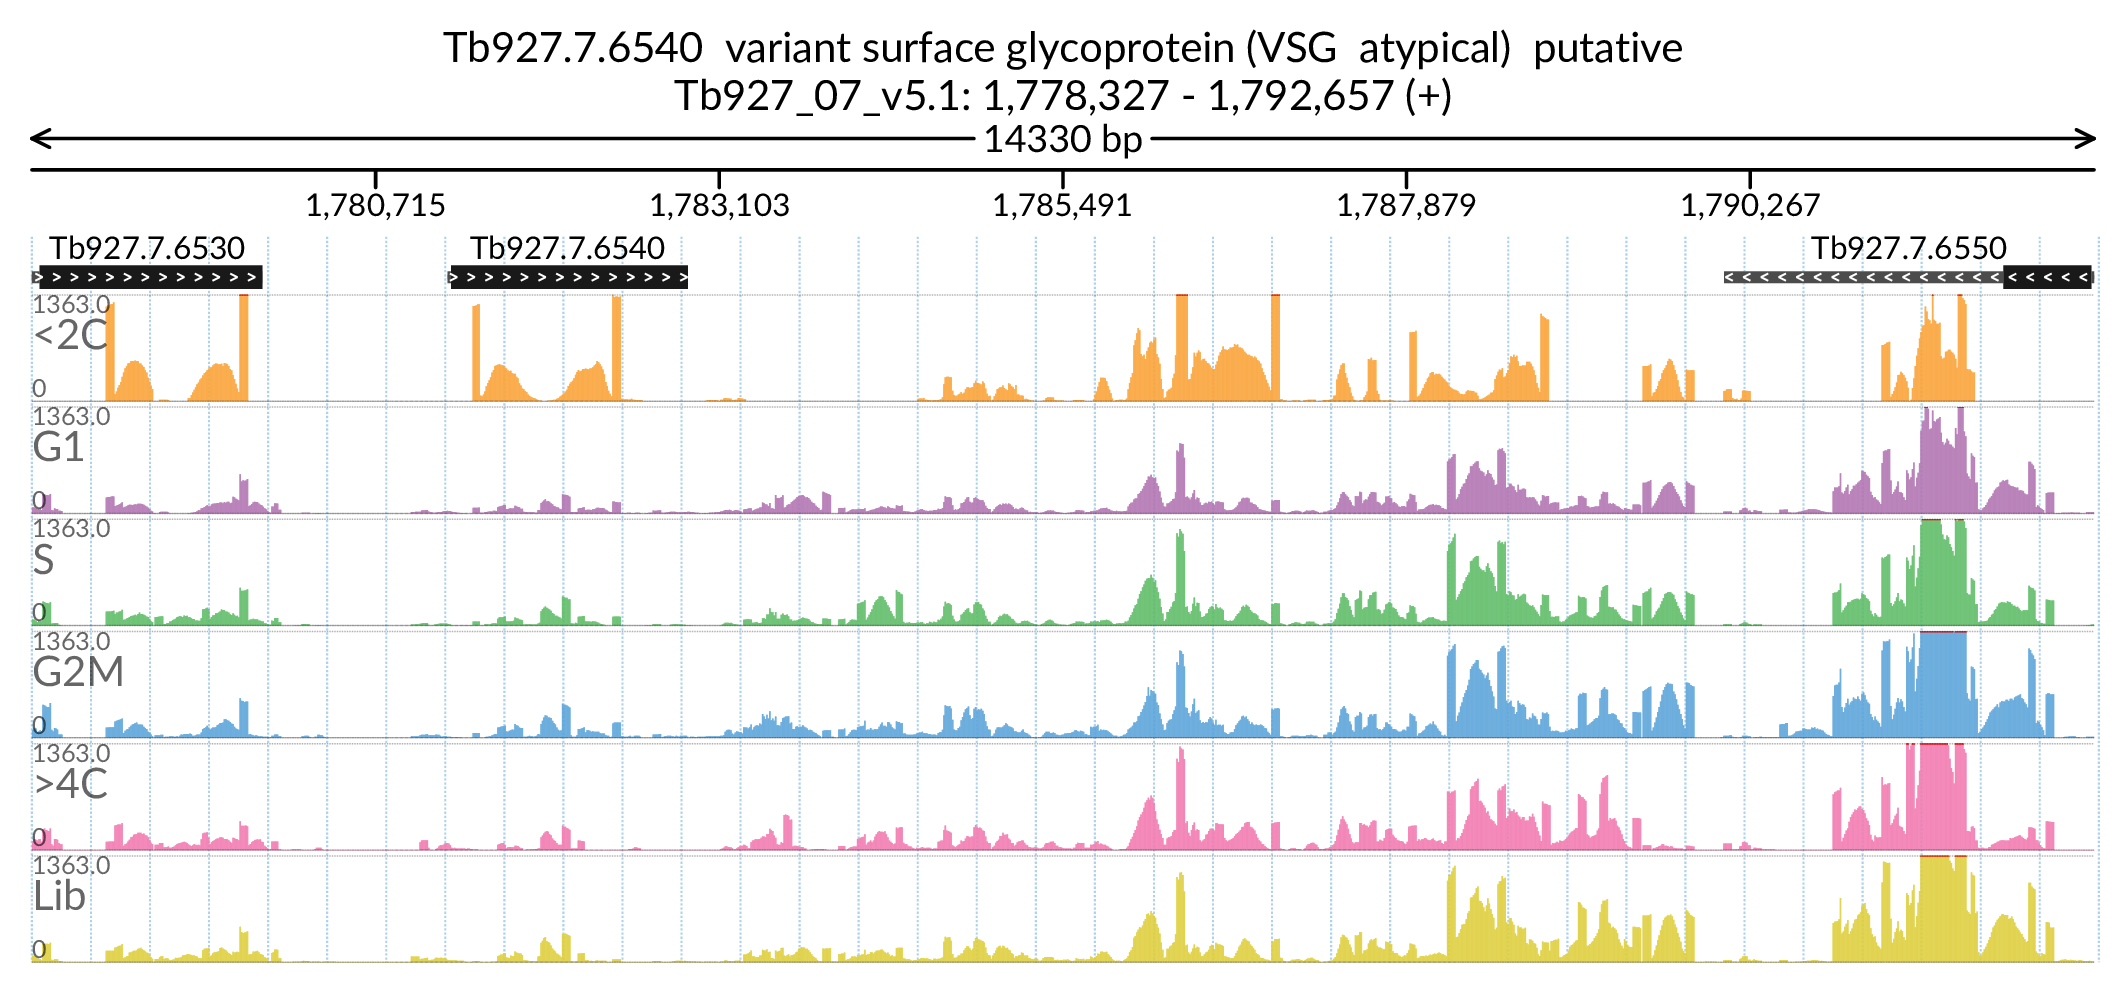 Tb927.7.6540  variant surface glycoprotein (VSG  atypical)  putative
Tb927_07_v5.1: 1,778,327 - 1,792,657 (+)
14330 bp
1,780,715 1,783,103 1,785,491 1,787,879 1,790,267
Tb927.7.6530 Tb927.7.6540 Tb927.7.6550
1363.0
<2C
0
1363.0
G1
0
1363.0
S
0
1363.0
G2M
0
1363.0
>4C
0
1363.0
Lib
0